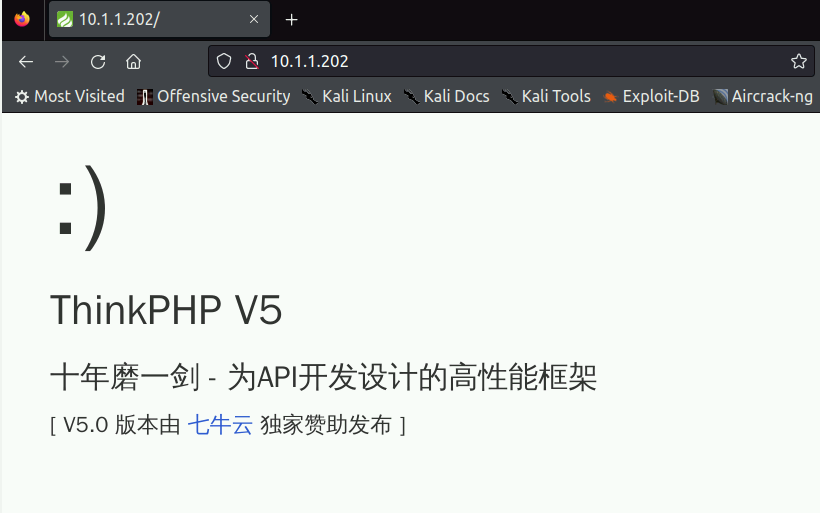 10.1.1.202/
10.1.1.202
Most Visited Offensive Security Kali Linux Kali Docs Kali Tools Exploit-DB Aircrack-ng
:)
ThinkPHP V5
十年磨一剑 - 为API开发设计的高性能框架
[ V5.0 版本由 七牛云 独家赞助发布 ]